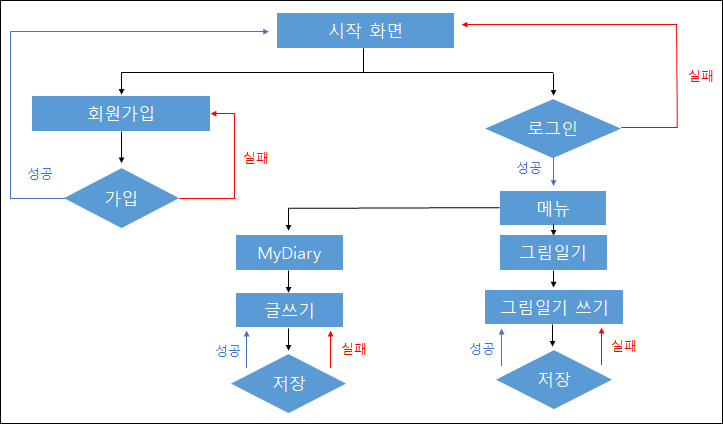 시작 화면
실패
회원가입
로그인
실패
성공
성공
가입
메뉴
MyDiary
그림일기
글쓰기
그림일기 쓰기
성공
실패
성공
실패
저장
저장